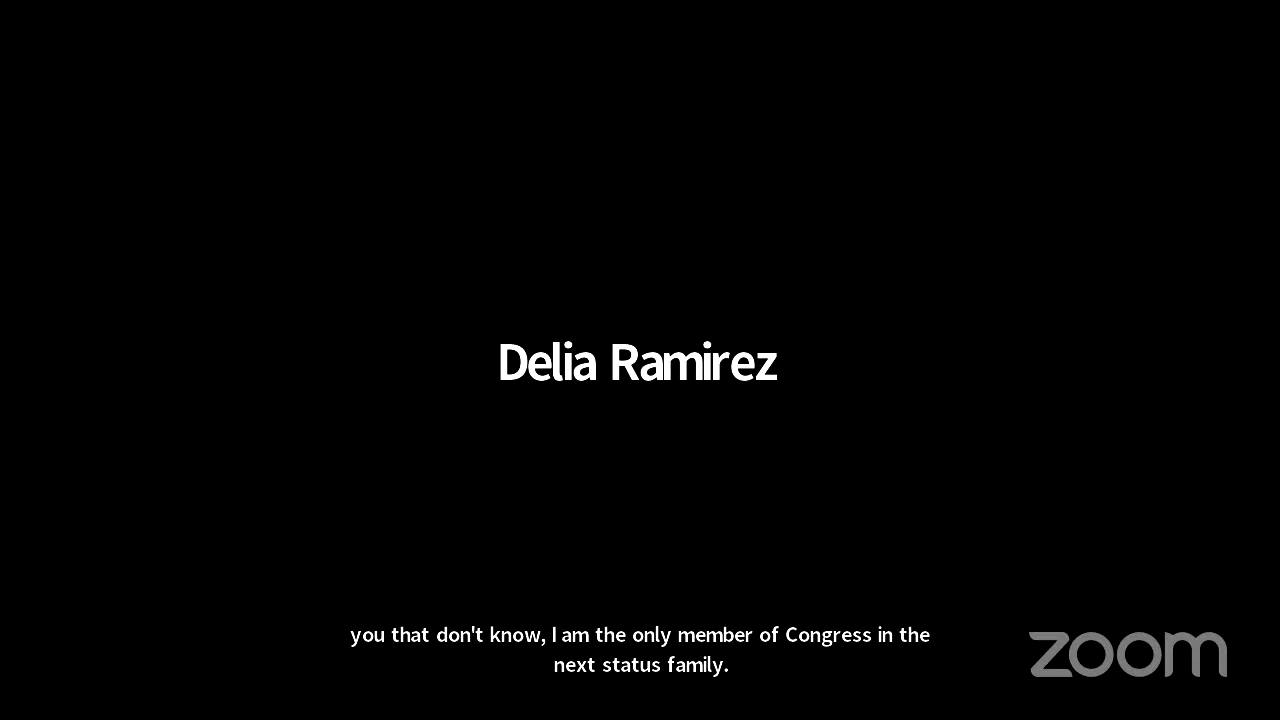 Delia Ramirez
you that don't know, I am the only member of Congress in the
next status family.
zoom